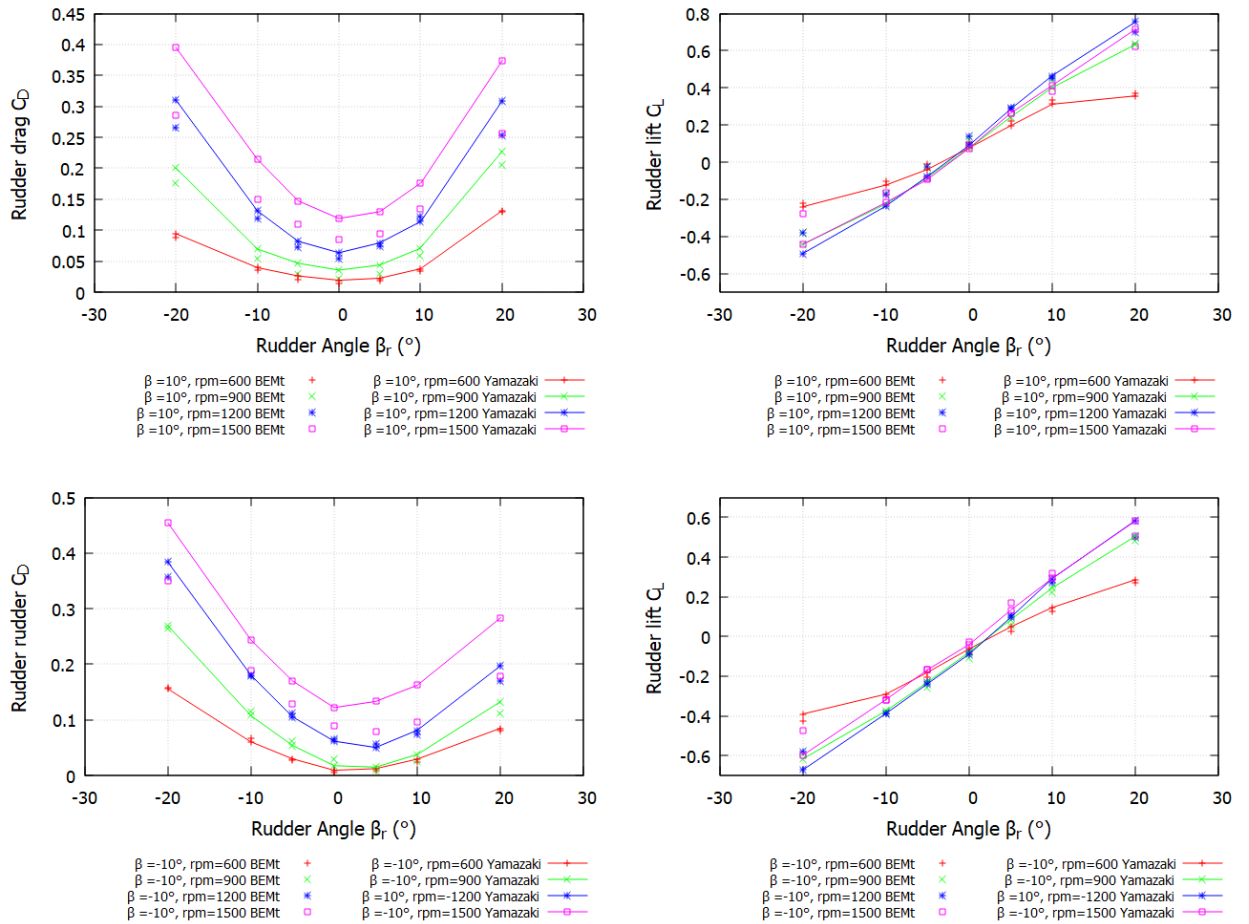 0.45
0.4
0.35
0.3
0.25
0.2
0.15
0.1
0.05
0
-30 -20 -10 0 10 20 30
Rudder drag C_D
Rudder Angle β_r (°)
β =10°, rpm=600 BEMt
β =10°, rpm=900 BEMt
β =10°, rpm=1200 BEMt
β =10°, rpm=1500 BEMt
β =10°, rpm=600 Yamazaki
β =10°, rpm=900 Yamazaki
β =10°, rpm=1200 Yamazaki
β =10°, rpm=1500 Yamazaki
0.8
0.6
0.4
0.2
0
-0.2
-0.4
-0.6
-30 -20 -10 0 10 20 30
Rudder lift C_L
Rudder Angle β_r (°)
β =10°, rpm=600 BEMt
β =10°, rpm=900 BEMt
β =10°, rpm=1200 BEMt
β =10°, rpm=1500 BEMt
β =10°, rpm=600 Yamazaki
β =10°, rpm=900 Yamazaki
β =10°, rpm=1200 Yamazaki
β =10°, rpm=1500 Yamazaki
0.5
0.4
0.3
0.2
0.1
0
-30 -20 -10 0 10 20 30
Rudder rudder C_D
Rudder Angle β_r (°)
β =-10°, rpm=600 BEMt
β =-10°, rpm=900 BEMt
β =-10°, rpm=1200 BEMt
β =-10°, rpm=1500 BEMt
β =-10°, rpm=600 Yamazaki
β =-10°, rpm=900 Yamazaki
β =10°, rpm=-1200 Yamazaki
β =-10°, rpm=1500 Yamazaki
0.6
0.4
0.2
0
-0.2
-0.4
-0.6
-30 -20 -10 0 10 20 30
Rudder lift C_L
Rudder Angle β_r (°)
β =-10°, rpm=600 BEMt
β =-10°, rpm=900 BEMt
β =-10°, rpm=1200 BEMt
β =-10°, rpm=1500 BEMt
β =-10°, rpm=600 Yamazaki
β =-10°, rpm=900 Yamazaki
β =10°, rpm=-1200 Yamazaki
β =-10°, rpm=1500 Yamazaki